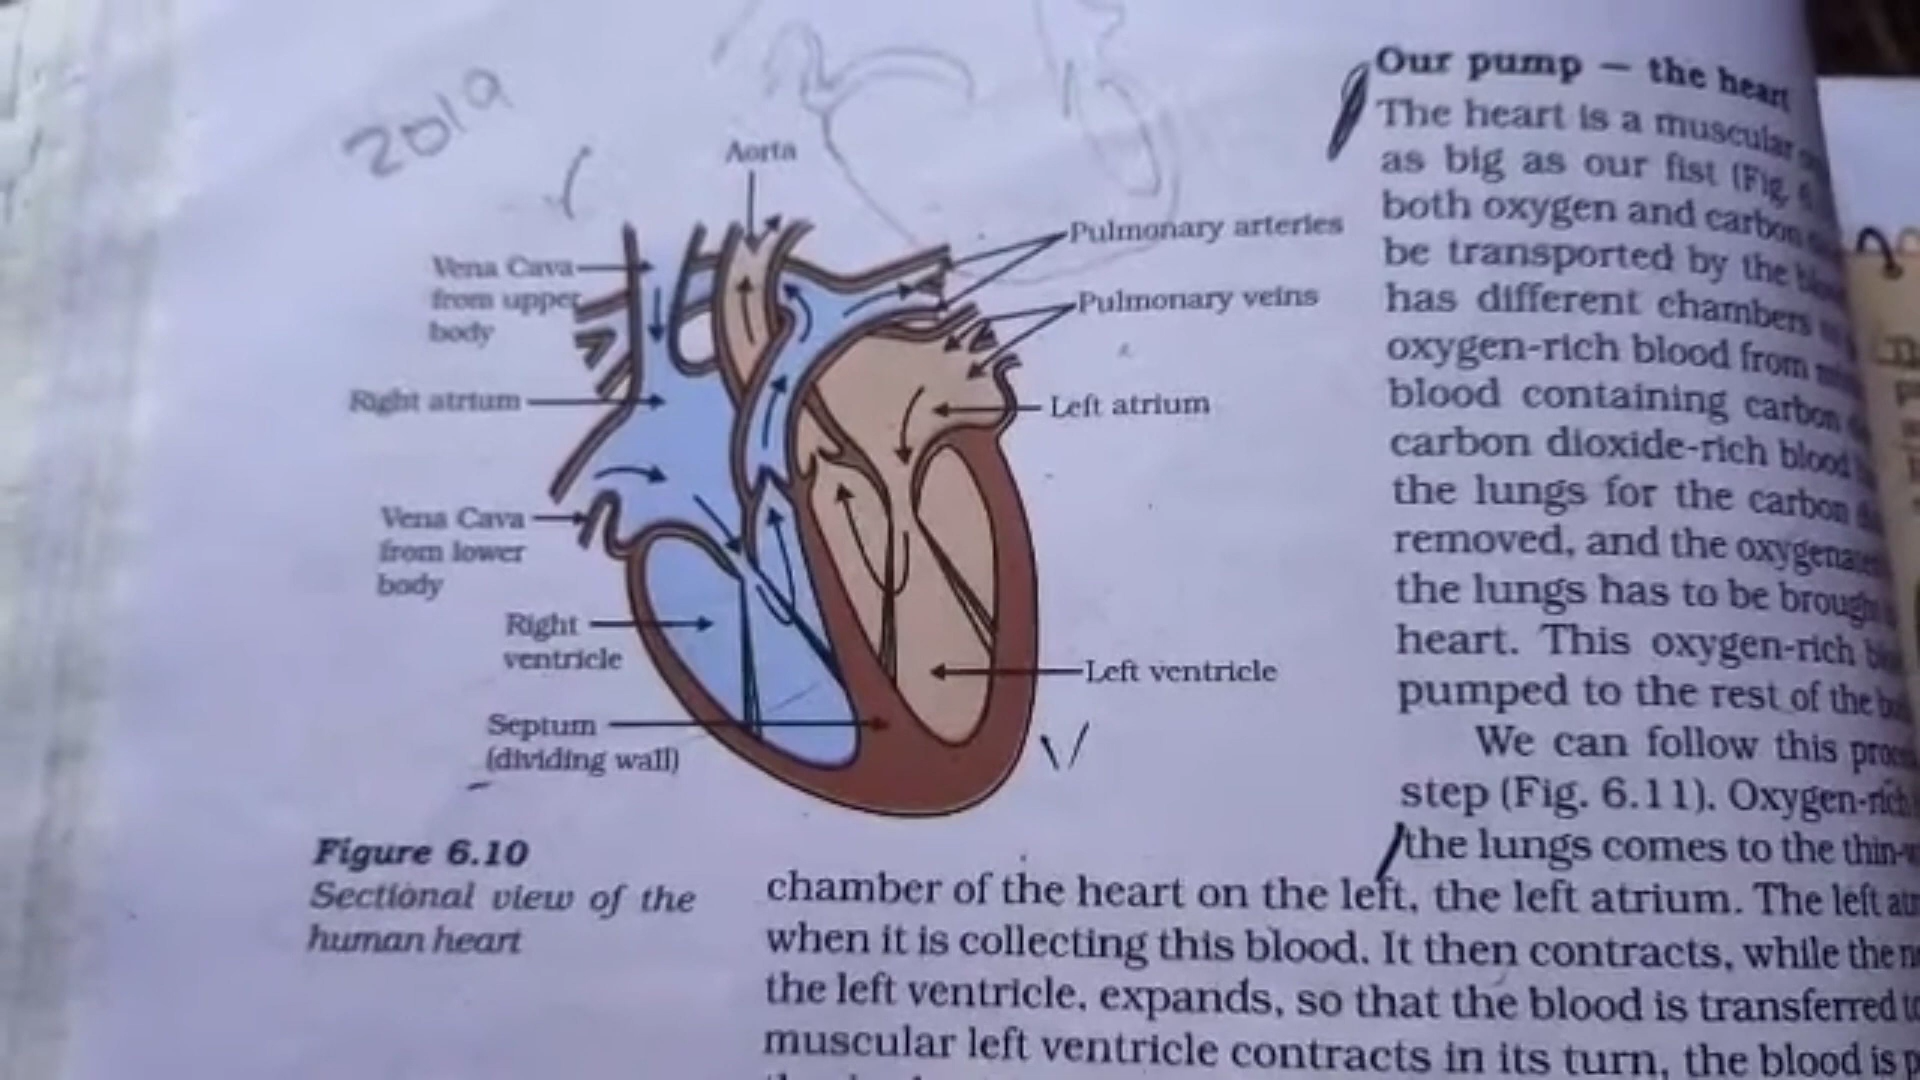 2019
Aorta
Vena Cava
from upper
body
Right atrium
Vena Cava
from lower
body
Right
ventricle
Septum
(dividing wall)
Pulmonary arteries
Pulmonary veins
Left atrium
Left ventricle
Figure 6.10
Sectional view of the
human heart
Our pump — the heart
The heart is a muscular
as big as our fist (Fig.
both oxygen and carbon
be transported by the
has different chambers
oxygen-rich blood from
blood containing carbon
carbon dioxide-rich blood
the lungs for the carbon
removed, and the
the lungs has to be
heart. This oxygen-rich
pumped to the rest of the
We can follow this
step (Fig. 6.11). Oxygen-rich
the lungs comes to the
chamber of the heart on the left, the left atrium. The left
when it is collecting this blood. It then contracts, while the
the left ventricle, expands, so that the blood is transferred
muscular left ventricle contracts in its turn, the blood is